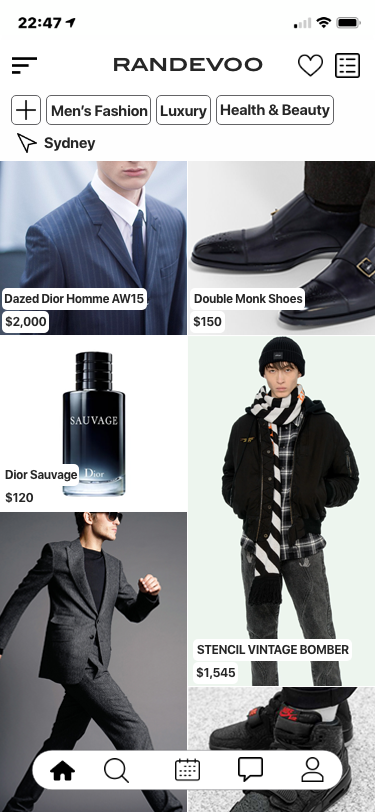 22:47
RANDEVOO
Men's Fashion
Luxury
Health & Beauty
Sydney
Dazed Dior Homme AW15
$2,000
Double Monk Shoes
$150
SAUVAGE
Dior
Dior Sauvage
$120
STENCIL VINTAGE BOMBER
$1,545